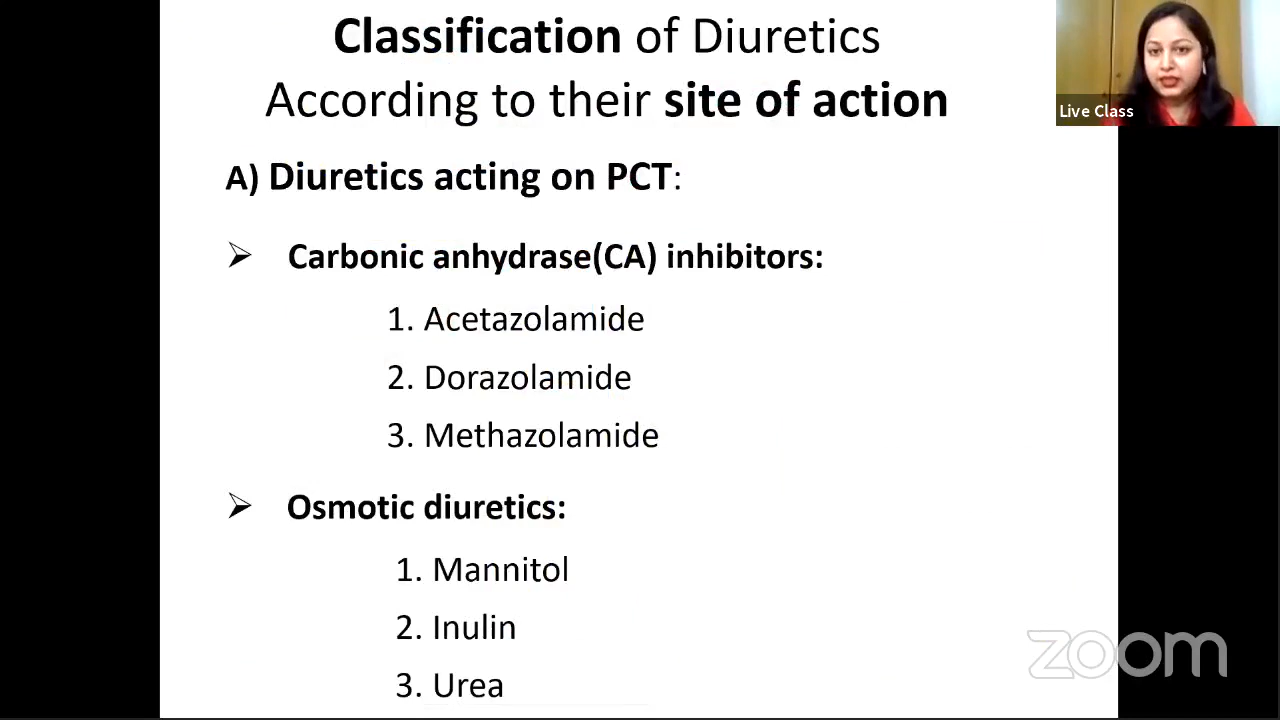 Classification of Diuretics
According to their site of action
Live Class
A) Diuretics acting on PCT:
➢ Carbonic anhydrase(CA) inhibitors:
1. Acetazolamide
2. Dorazolamide
3. Methazolamide
➢ Osmotic diuretics:
1. Mannitol
2. Inulin
3. Urea
zoom